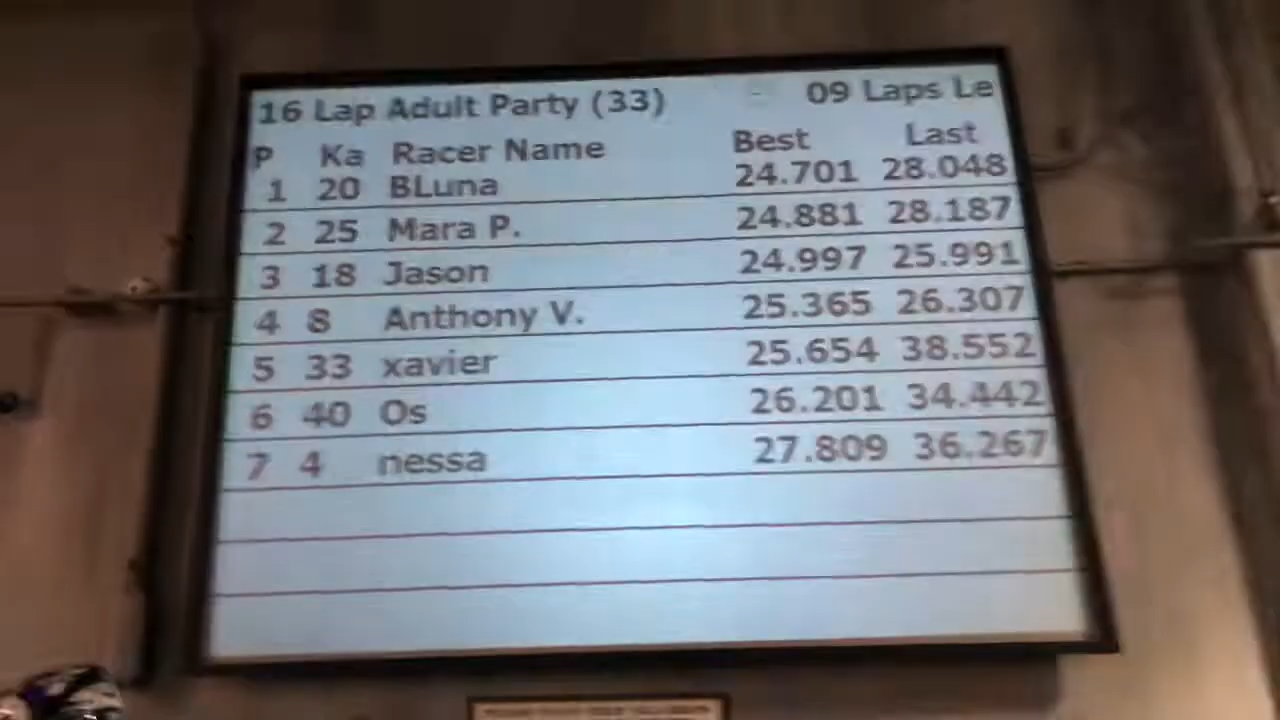 16 Lap Adult Party (33) 09 Laps Le
P Ka Racer Name Best Last
1 20 BLuna 24.701 28.048
2 25 Mara P. 24.881 28.187
3 18 Jason 24.997 25.991
4 8 Anthony V. 25.365 26.307
5 33 xavier 25.654 38.552
6 40 Os 26.201 34.442
7 4 nessa 27.809 36.267